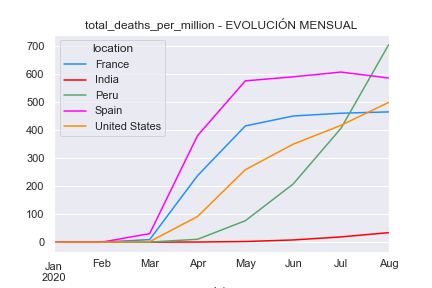 total_deaths_per_million - EVOLUCIÓN MENSUAL
location
France
India
Peru
Spain
United States
700
600
500
400
300
200
100
0
Jan Feb Mar Apr May Jun Jul Aug
2020